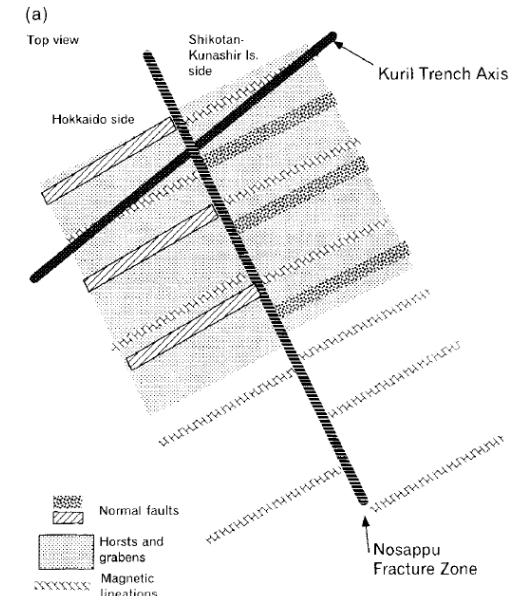 (a)
Top view
Shikotan-
Kunashir Is.
side
Kuril Trench Axis
Hokkaido side
Normal faults
Horsts and
grabens
Magnetic
lineations
Nosappu
Fracture Zone